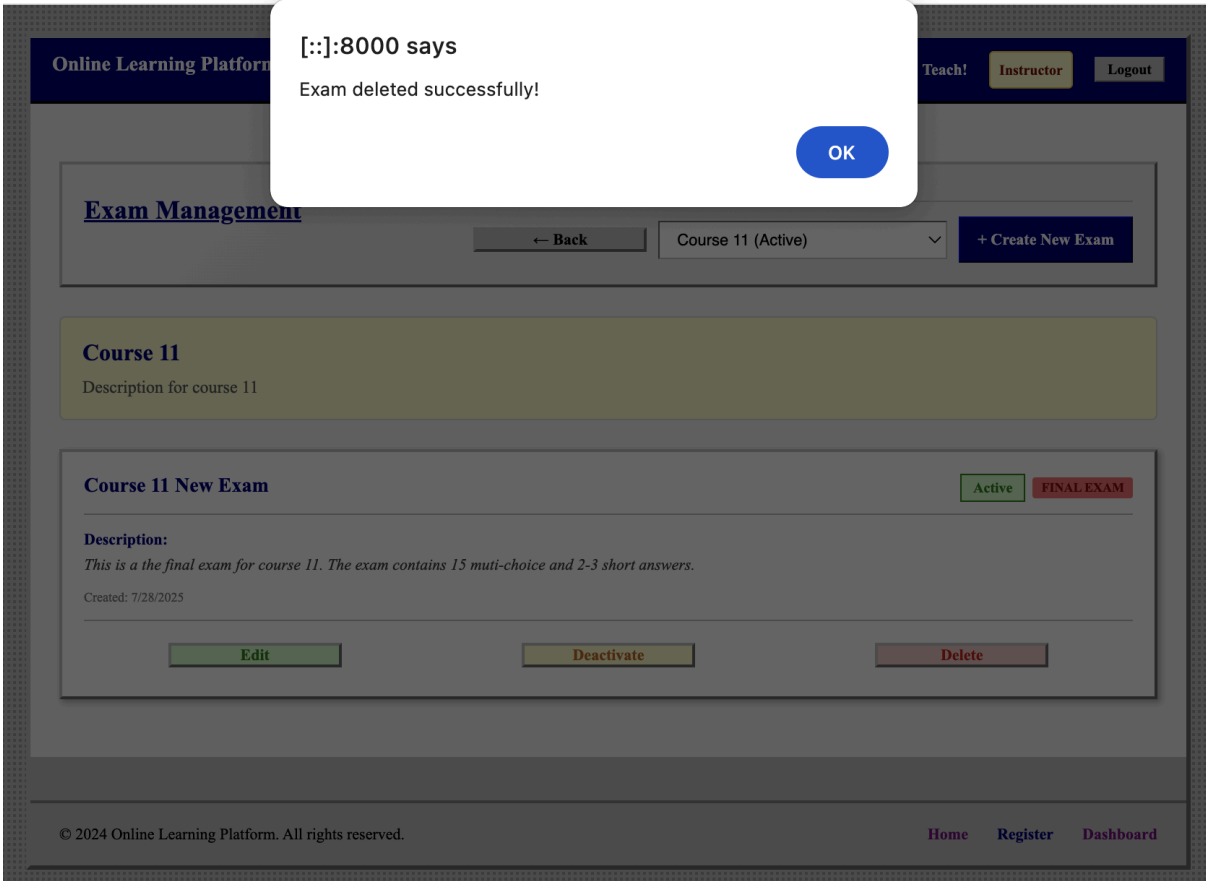 [::]:8000 says
Exam deleted successfully!
OK
Online Learning Platforn
Teach!
Instructor
Logout
Exam Management
← Back
Course 11 (Active)
+ Create New Exam
Course 11
Description for course 11
Course 11 New Exam
Active
FINAL EXAM
Description:
This is a the final exam for course 11. The exam contains 15 muti-choice and 2-3 short answers.
Created: 7/28/2025
Edit
Deactivate
Delete
© 2024 Online Learning Platform. All rights reserved.
Home
Register
Dashboard